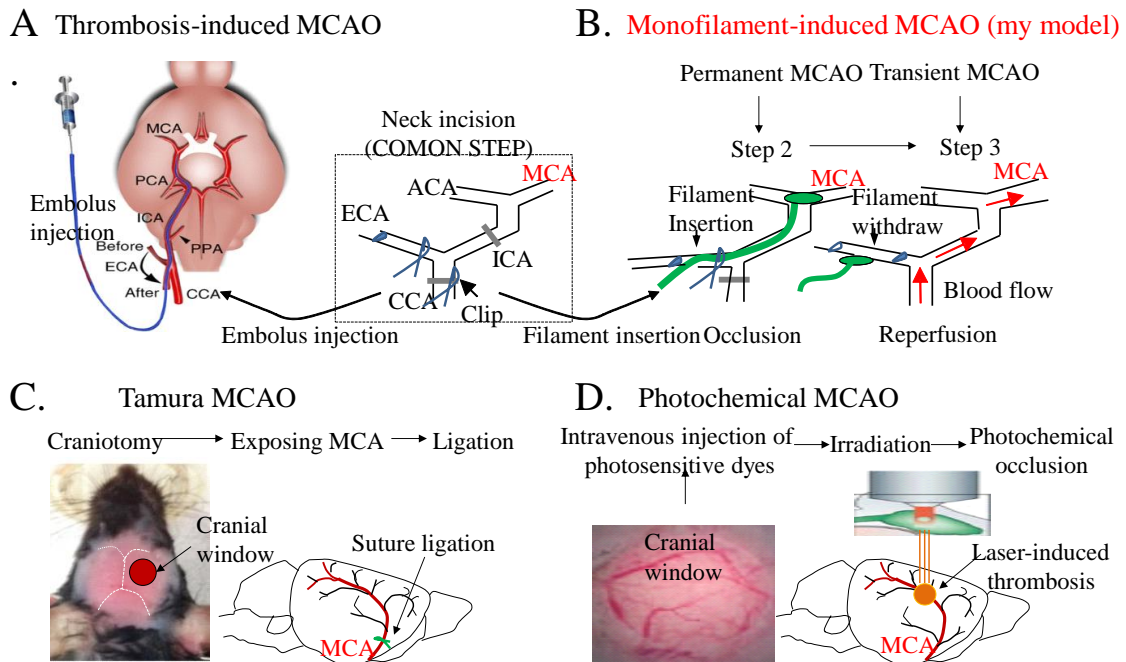 A Thrombosis-induced MCAO
.
MCA
PCA
ICA
Embolus
injection
Before
PPA
ECA
After
CCA
Embolus injection
Neck incision
(COMON STEP)
MCA
ACA
ECA
ICA
CCA
Clip
B. Monofilament-induced MCAO (my model)
Permanent MCAO
Transient MCAO
Step 2
Step 3
MCA
Filament
Insertion
MCA
Filament
withdraw
Blood flow
Filament insertion
Occlusion
Reperfusion
C. Tamura MCAO
Craniotomy
Exposing MCA
Ligation
Cranial
window
Suture ligation
MCA
D. Photochemical MCAO
Intravenous injection of
photosensitive dyes
Irradiation
Photochemical
occlusion
Cranial
window
Laser-induced
thrombosis
MCA